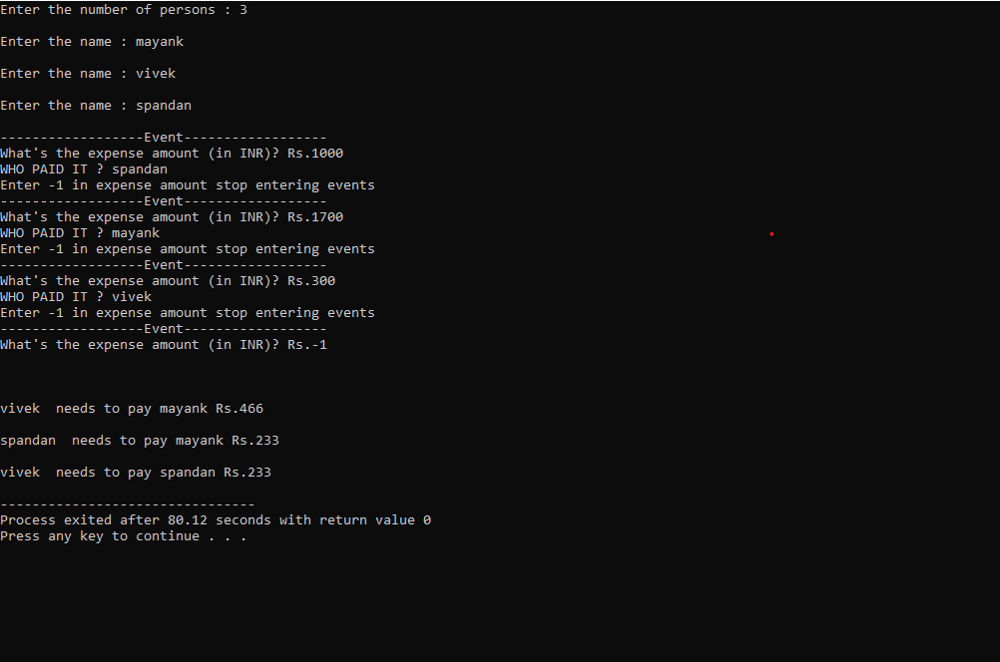 Enter the number of persons : 3
Enter the name : mayank
Enter the name : vivek
Enter the name : spandan
------------------Event------------------
What's the expense amount (in INR)? Rs.1000
WHO PAID IT ? spandan
Enter -1 in expense amount stop entering events
------------------Event------------------
What's the expense amount (in INR)? Rs.1700
WHO PAID IT ? mayank
Enter -1 in expense amount stop entering events
------------------Event------------------
What's the expense amount (in INR)? Rs.300
WHO PAID IT ? vivek
Enter -1 in expense amount stop entering events
------------------Event------------------
What's the expense amount (in INR)? Rs.-1
vivek  needs to pay mayank Rs.466
spandan  needs to pay mayank Rs.233
vivek  needs to pay spandan Rs.233
--------------------------------
Process exited after 80.12 seconds with return value 0
Press any key to continue . . .